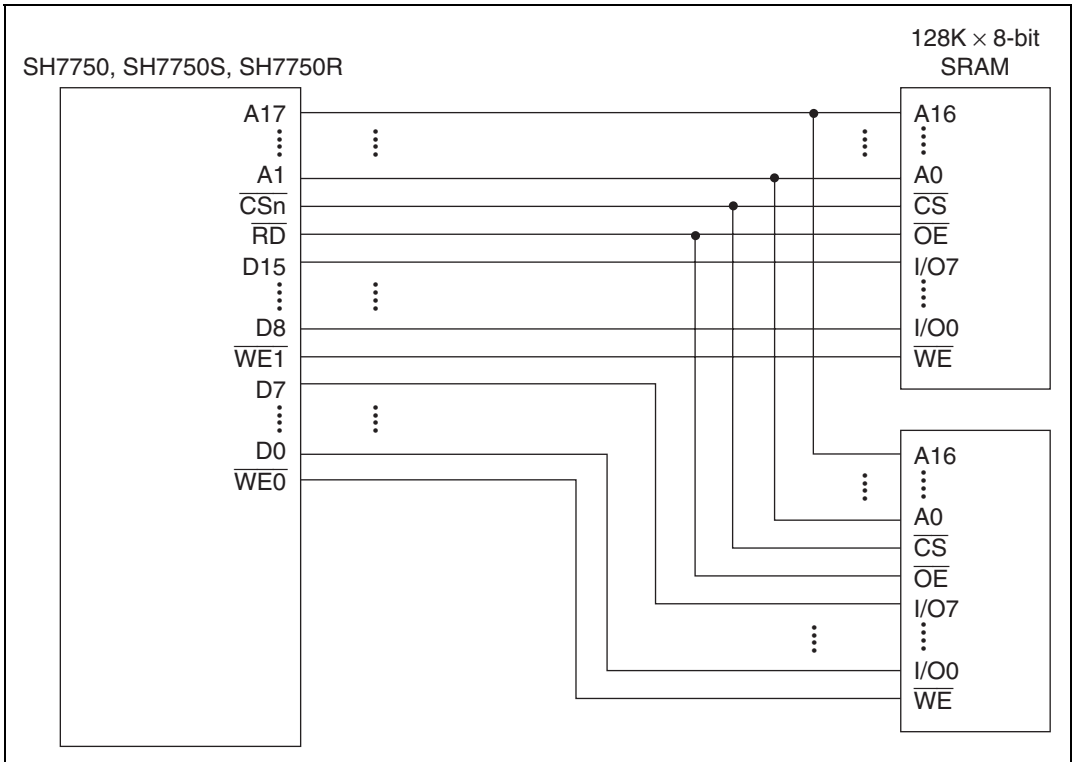 128K × 8-bit
SRAM
SH7750, SH7750S, SH7750R
A17
A1
CSn
RD
D15
D8
WE1
D7
D0
WE0
A16
A0
CS
OE
I/O7
I/O0
WE
A16
A0
CS
OE
I/O7
I/O0
WE